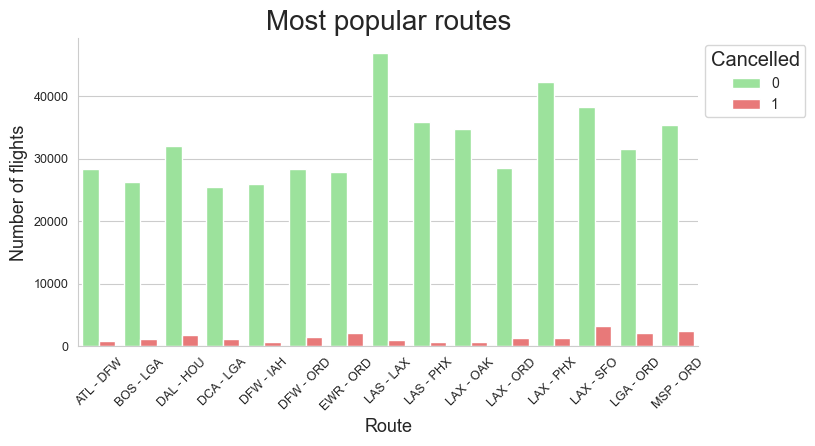 Most popular routes
Cancelled
0
1
Number of flights
40000
30000
20000
10000
0
ATL - DFW
BOS - LGA
DAL - HOU
DCA - LGA
DFW - IAH
DFW - ORD
EWR - ORD
LAS - LAX
LAS - PHX
LAX - OAK
LAX - ORD
LAX - PHX
LAX - SFO
LGA - ORD
MSP - ORD
Route